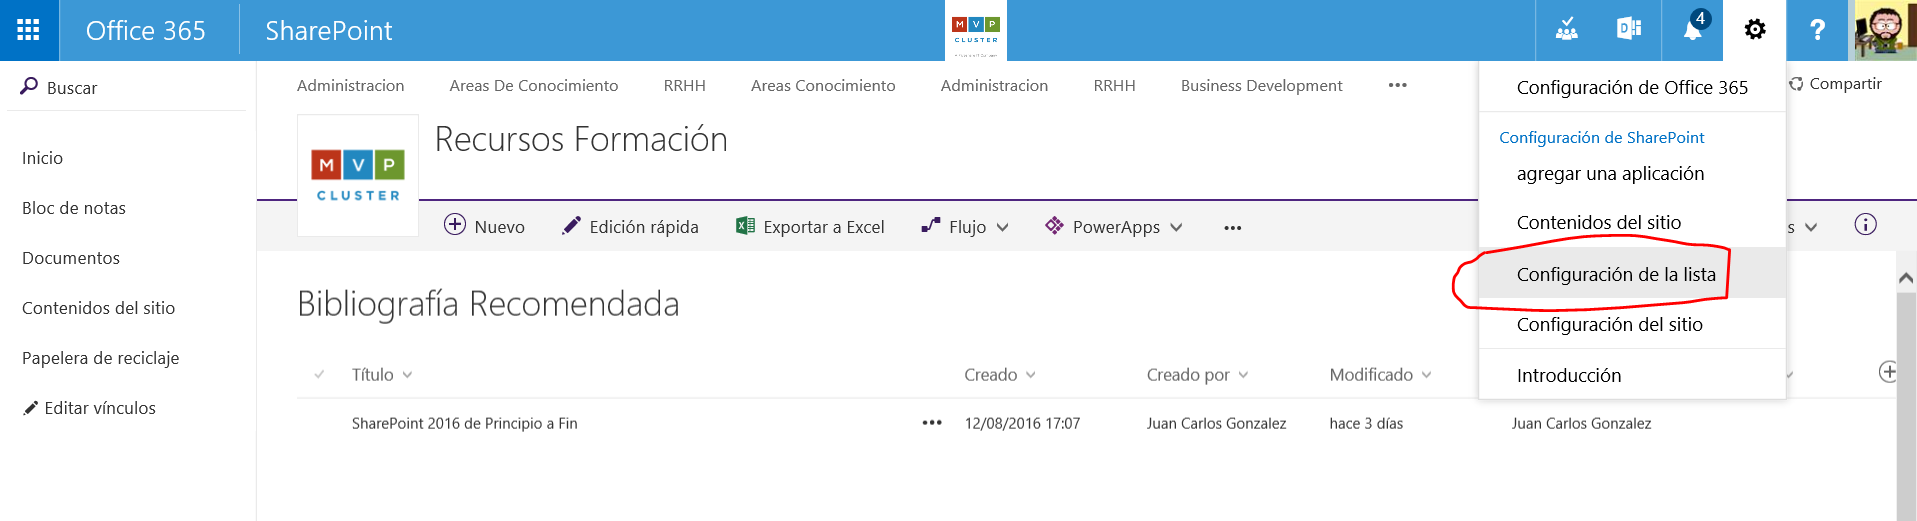 Office 365
SharePoint
M V P
CLUSTER
4
?
Buscar
Inicio
Bloc de notas
Documentos
Contenidos del sitio
Papelera de reciclaje
Editar vínculos
Administracion Areas De Conocimiento RRHH Areas Conocimiento Administracion RRHH Business Development ...
Compartir
M V P
CLUSTER
Recursos Formación
Nuevo Edición rápida Exportar a Excel Flujo PowerApps ... s
Configuración de Office 365
Configuración de SharePoint
agregar una aplicación
Contenidos del sitio
Configuración de la lista
Configuración del sitio
Introducción
Bibliografía Recomendada
Título Creado Creado por Modificado
SharePoint 2016 de Principio a Fin ... 12/08/2016 17:07 Juan Carlos Gonzalez hace 3 días Juan Carlos Gonzalez